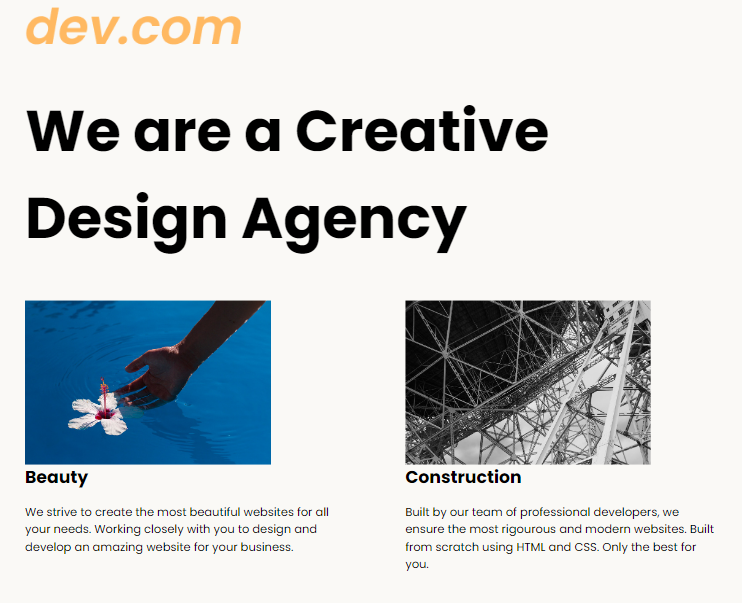 dev.com
We are a Creative
Design Agency
Beauty
We strive to create the most beautiful websites for all
your needs. Working closely with you to design and
develop an amazing website for your business.
Construction
Built by our team of professional developers, we
ensure the most rigourous and modern websites. Built
from scratch using HTML and CSS. Only the best for
you.